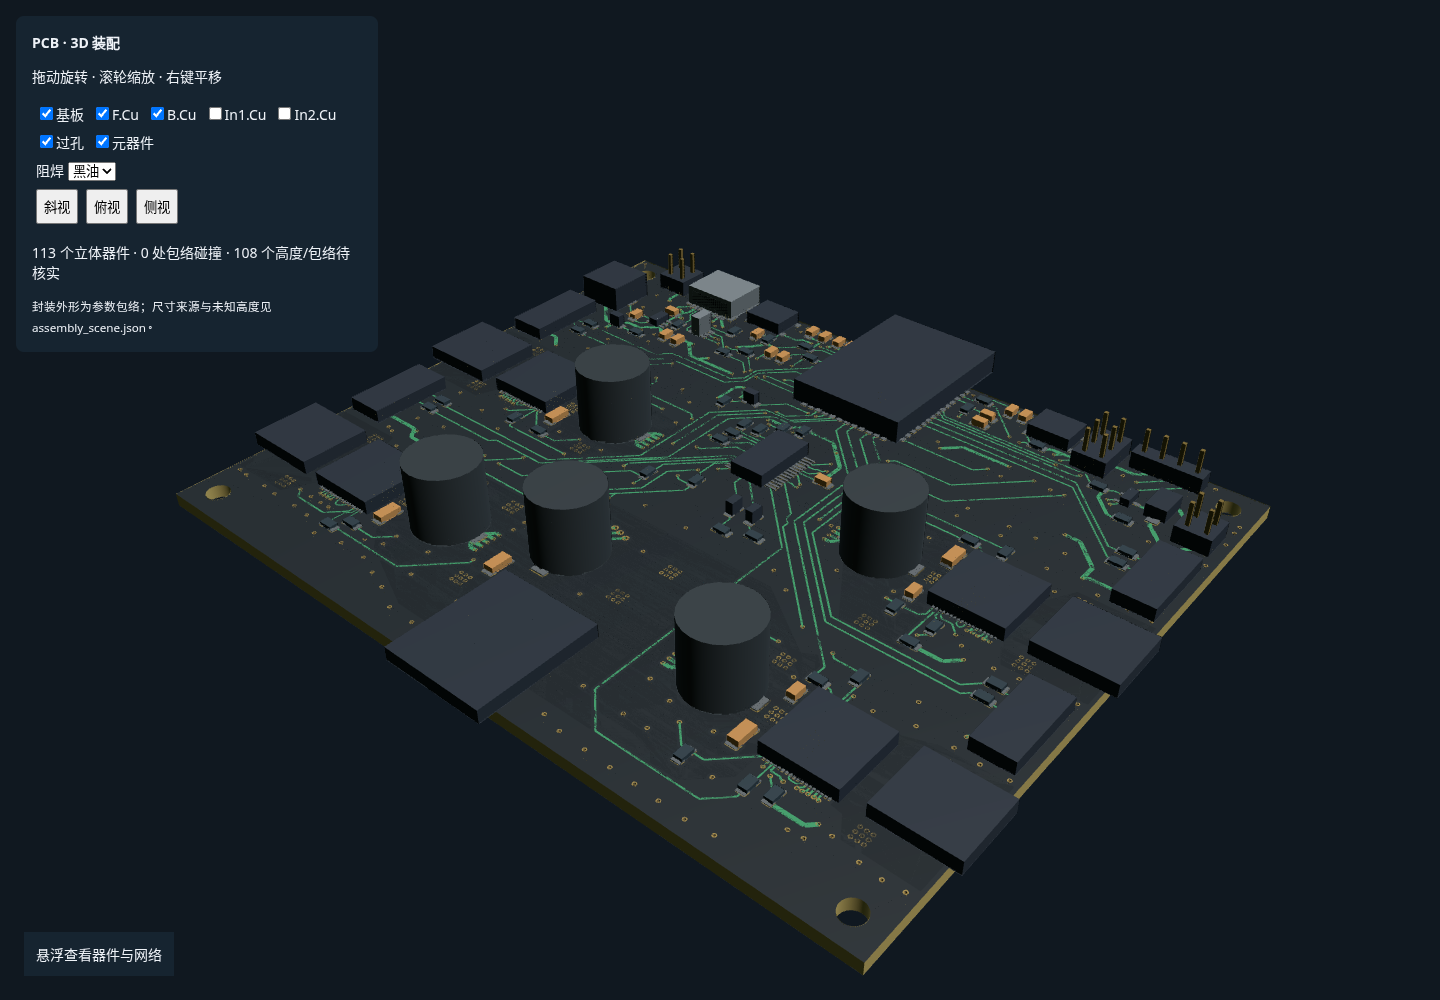 PCB · 3D 装配
拖动旋转 · 滚轮缩放 · 右键平移
基板 F.Cu B.Cu In1.Cu In2.Cu
过孔 元器件
阻焊 黑油
斜视 俯视 侧视
113 个立体器件 · 0 处包络碰撞 · 108 个高度/包络待
核实
封装外形为参数包络；尺寸来源与未知高度见
assembly_scene.json。
悬浮查看器件与网络